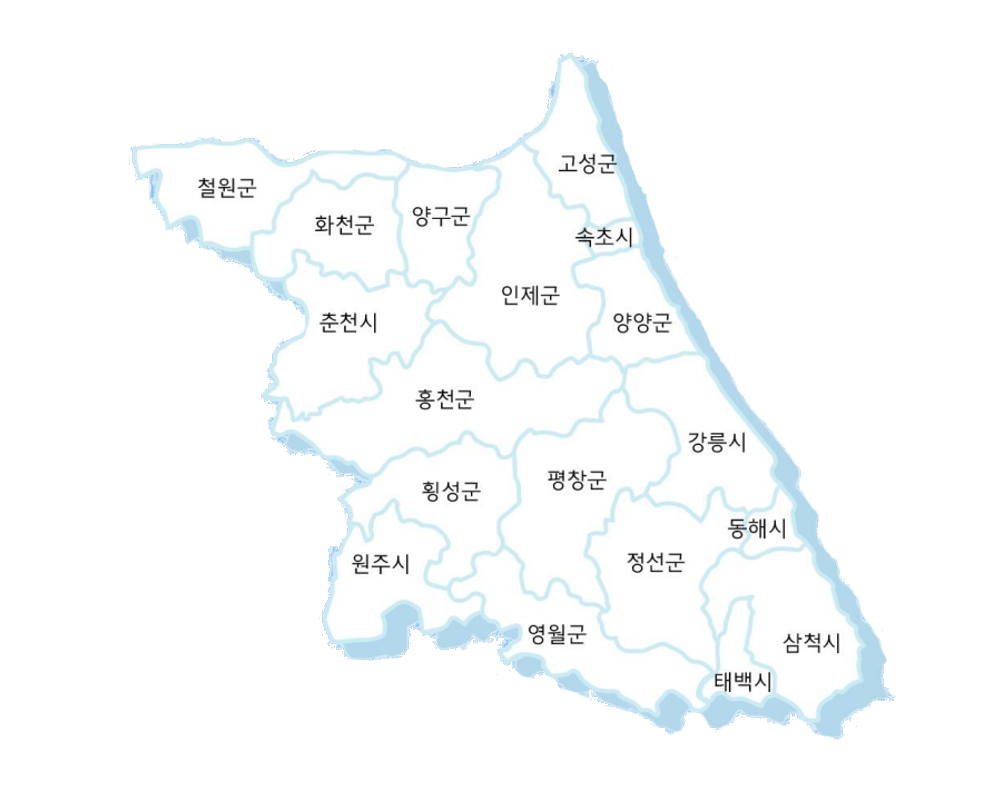 고성군
철원군
화천군
양구군
속초시
인제군
양양군
춘천시
홍천군
강릉시
횡성군
평창군
동해시
원주시
정선군
영월군
삼척시
태백시